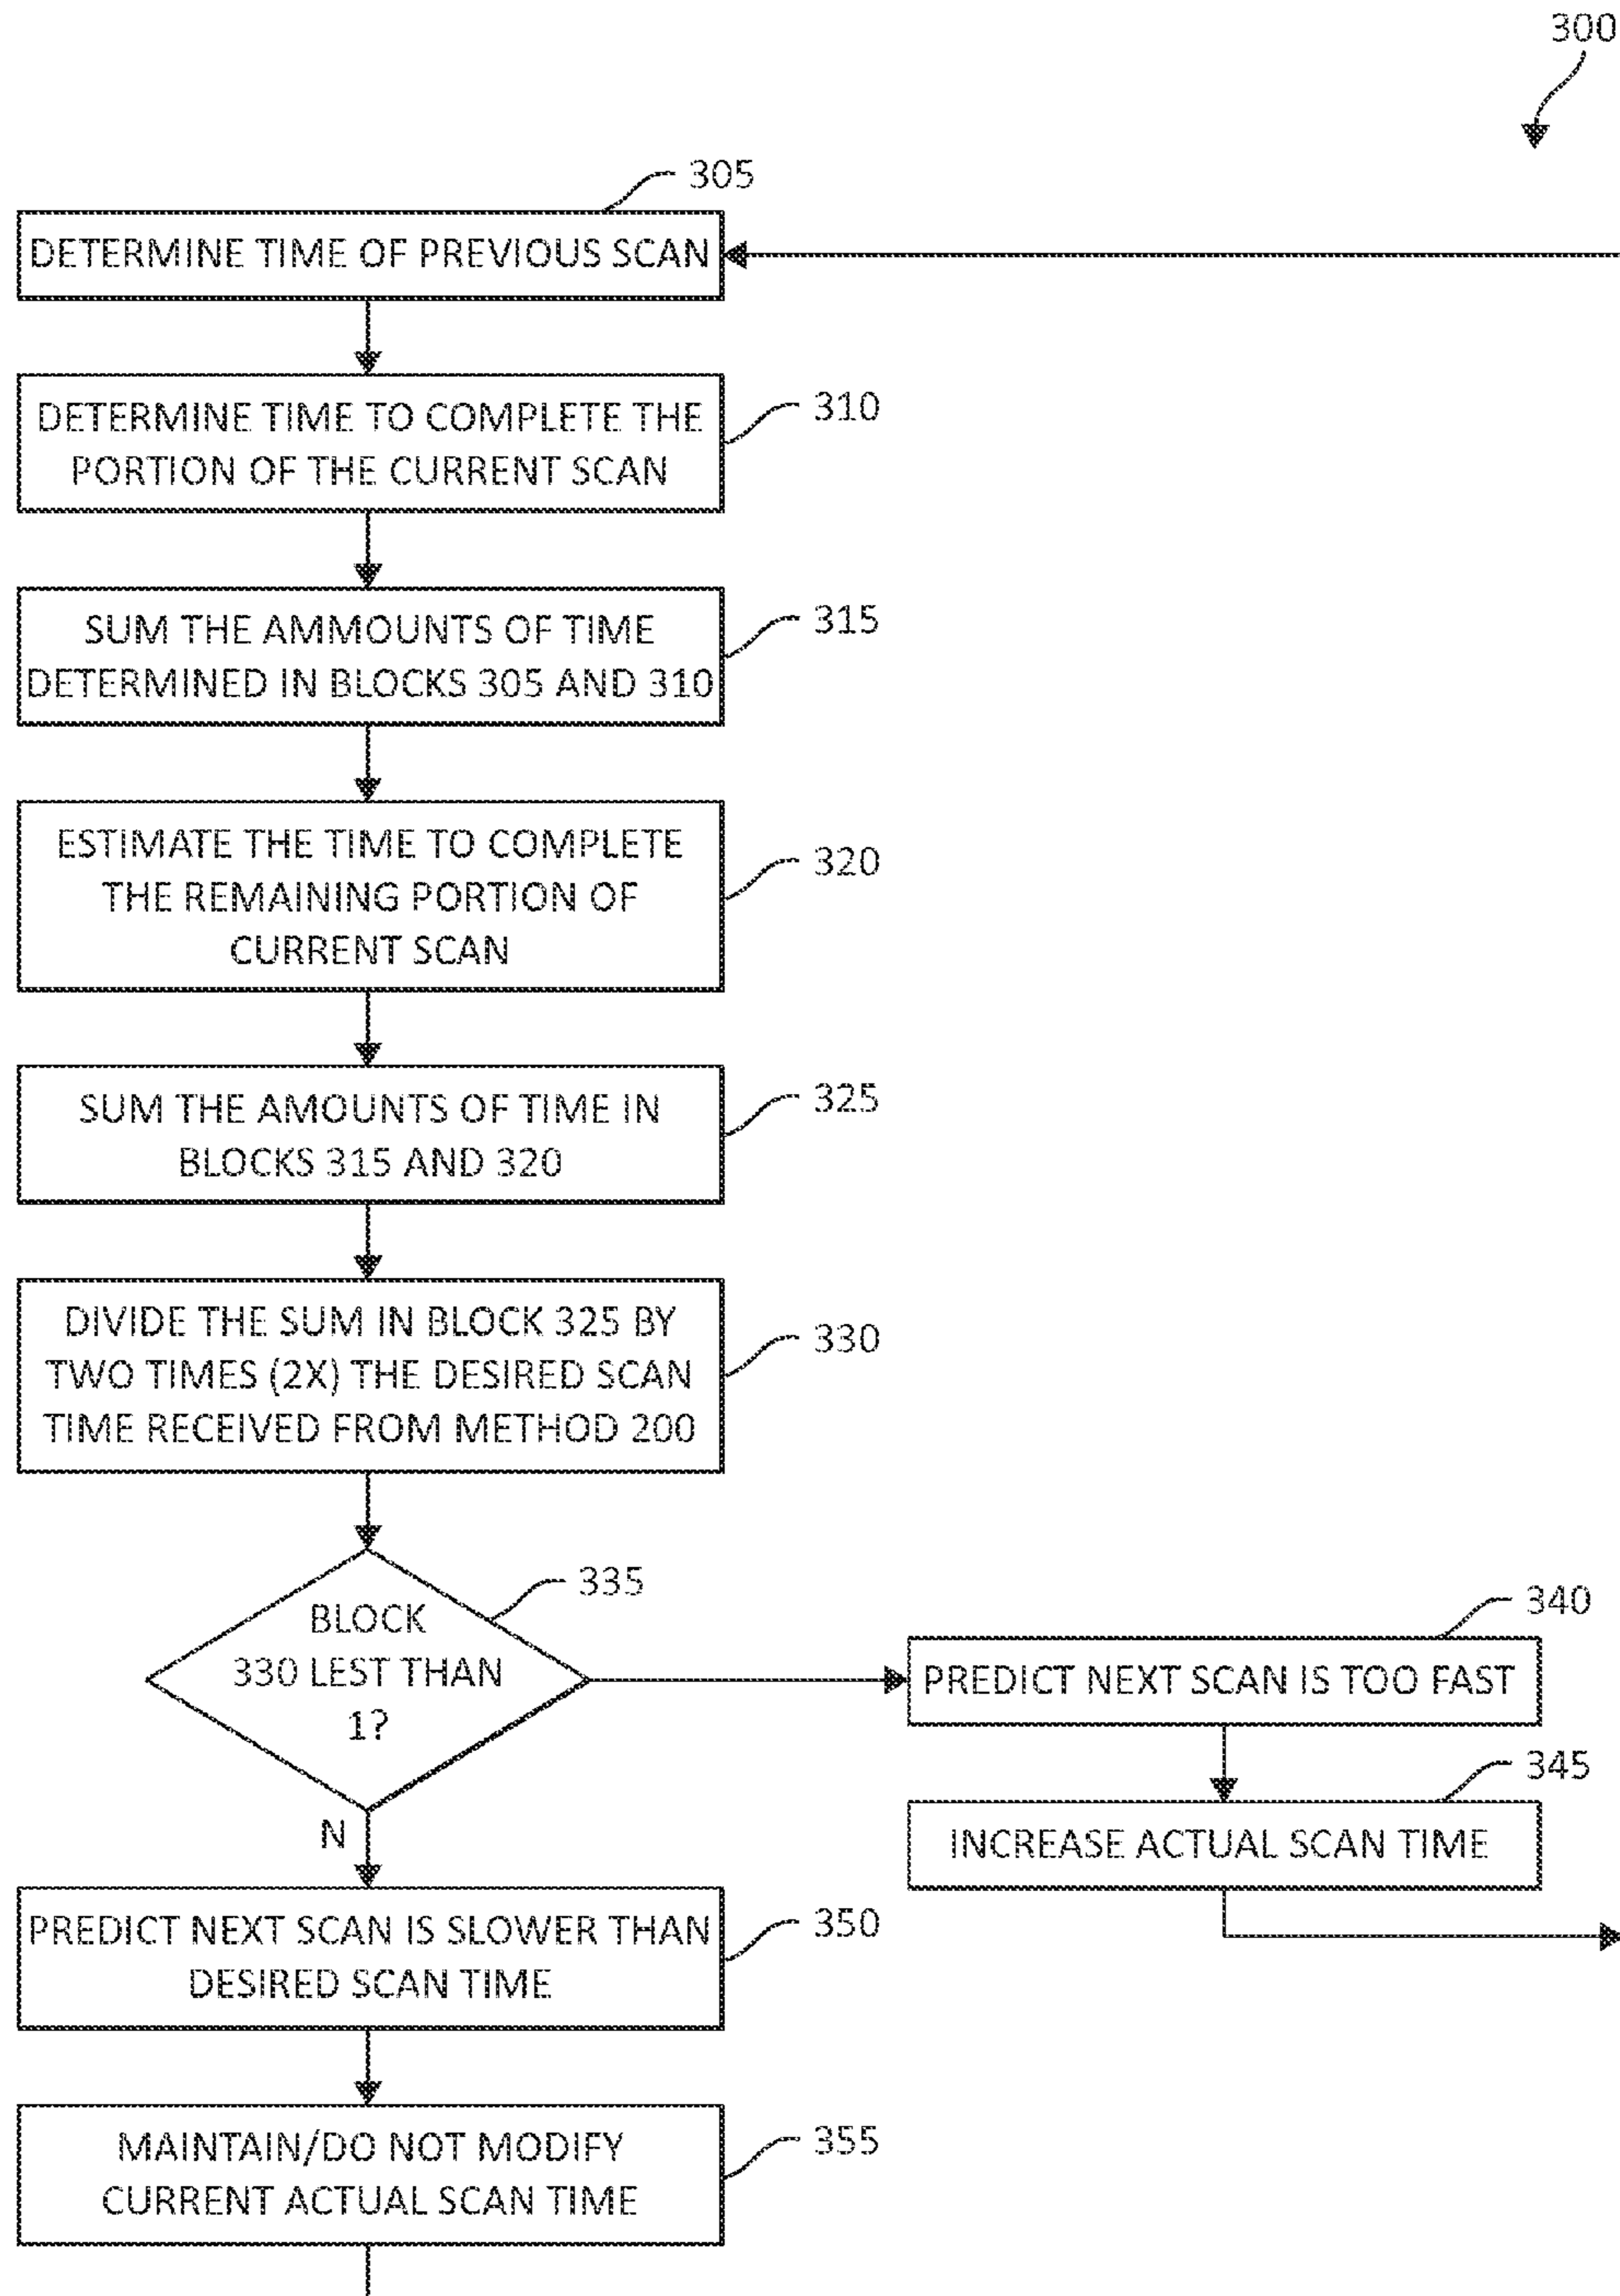 300
305
DETERMINE TIME OF PREVIOUS SCAN
DETERMINE TIME TO COMPLETE THE
PORTION OF THE CURRENT SCAN
310
SUM THE AMMOUNTS OF TIME
DETERMINED IN BLOCKS 305 AND 310
315
ESTIMATE THE TIME TO COMPLETE
THE REMAINING PORTION OF
CURRENT SCAN
320
SUM THE AMOUNTS OF TIME IN
BLOCKS 315 AND 320
325
DIVIDE THE SUM IN BLOCK 325 BY
TWO TIMES (2X) THE DESIRED SCAN
TIME RECEIVED FROM METHOD 200
330
335
BLOCK
330 LEST THAN
1?
340
PREDICT NEXT SCAN IS TOO FAST
345
INCREASE ACTUAL SCAN TIME
N
PREDICT NEXT SCAN IS SLOWER THAN
DESIRED SCAN TIME
350
MAINTAIN/DO NOT MODIFY
CURRENT ACTUAL SCAN TIME
355